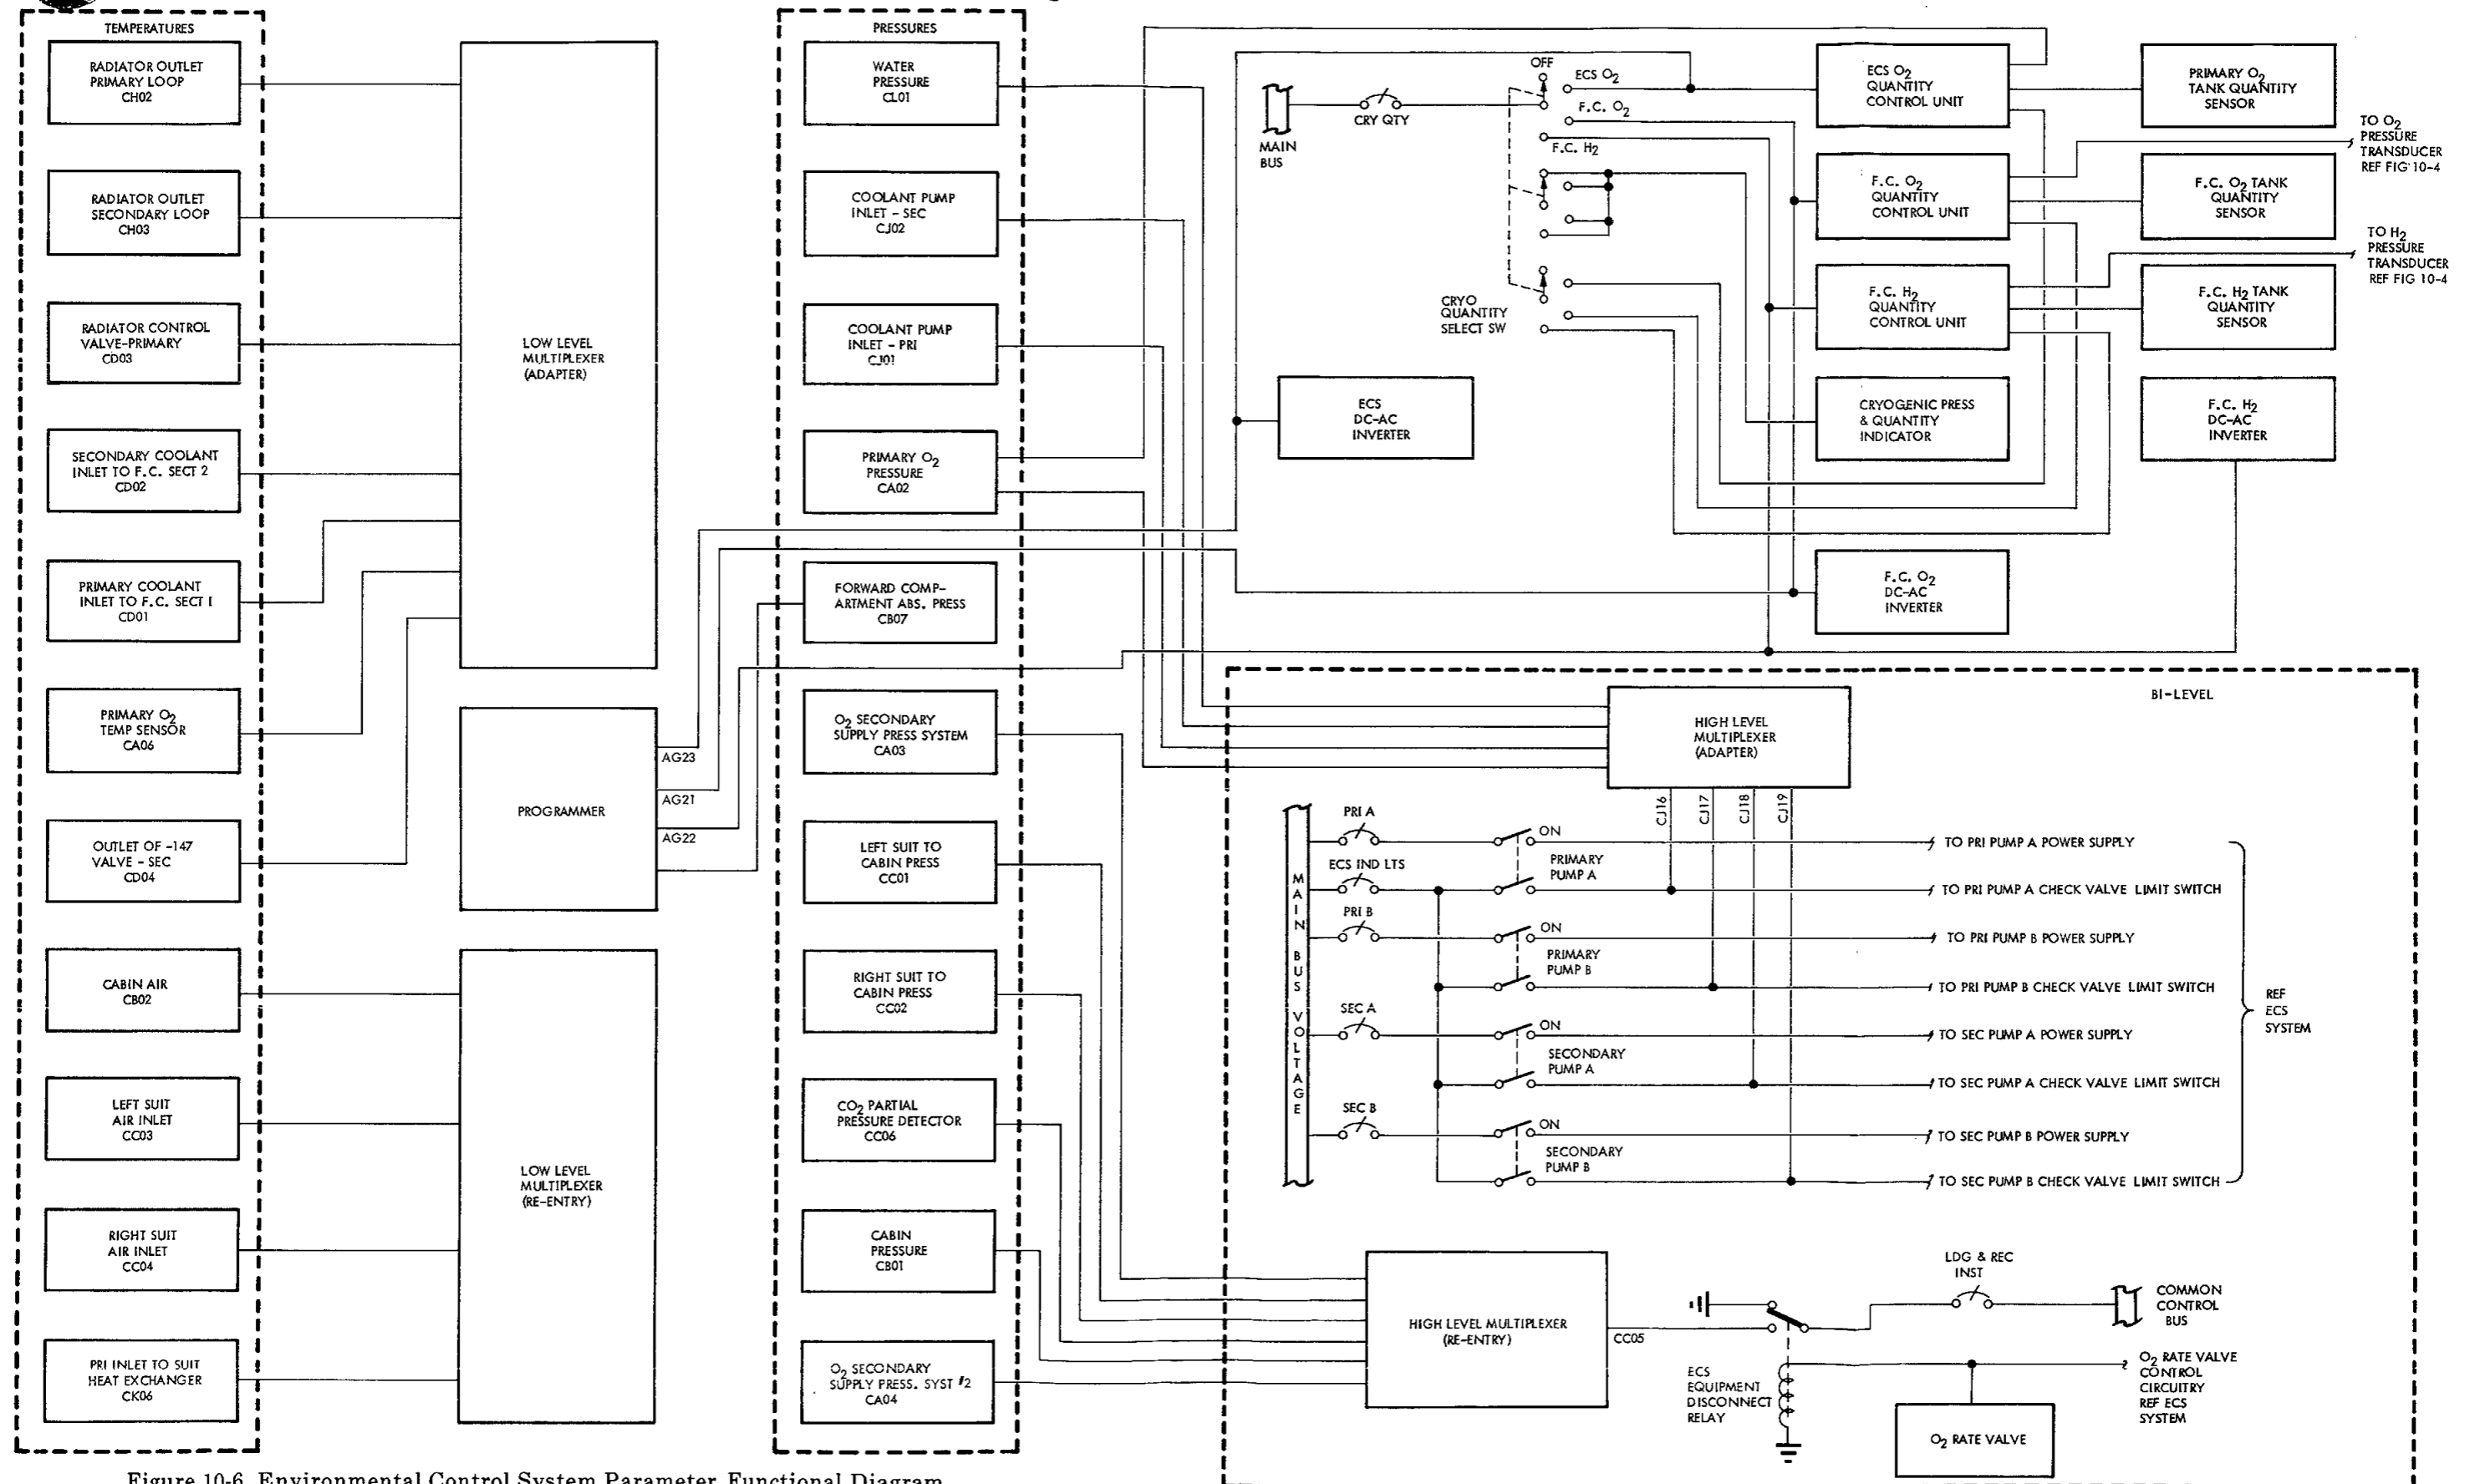 TEMPERATURES
RADIATOR OUTLET
PRIMARY LOOP
CH02
RADIATOR OUTLET
SECONDARY LOOP
CH03
RADIATOR CONTROL
VALVE-PRIMARY
CD03
SECONDARY COOLANT
INLET TO F.C. SECT 2
CD02
PRIMARY COOLANT
INLET TO F.C. SECT 1
CD01
PRIMARY O2
TEMP SENSOR
CA06
OUTLET OF -147
VALVE - SEC
CD04
CABIN AIR
CB02
LEFT SUIT
AIR INLET
CC03
RIGHT SUIT
AIR INLET
CC04
PRI INLET TO SUIT
HEAT EXCHANGER
CK06
LOW LEVEL
MULTIPLEXER
(ADAPTER)
PROGRAMMER
AG23
AG21
AG22
LOW LEVEL
MULTIPLEXER
(RE-ENTRY)
PRESSURES
WATER
PRESSURE
CL01
COOLANT PUMP
INLET - SEC
CJ02
COOLANT PUMP
INLET - PRI
CJ01
PRIMARY O2
PRESSURE
CA02
FORWARD COMP-
ARTMENT ABS. PRESS
CB07
O2 SECONDARY
SUPPLY PRESS SYSTEM
CA03
LEFT SUIT TO
CABIN PRESS
CC01
RIGHT SUIT TO
CABIN PRESS
CC02
CO2 PARTIAL
PRESSURE DETECTOR
CC06
CABIN
PRESSURE
CB01
O2 SECONDARY
SUPPLY PRESS. SYST #2
CA04
MAIN
BUS
CRY QTY
OFF
ECS O2
F.C. O2
F.C. H2
CRYO
QUANTITY
SELECT SW
ECS
DC-AC
INVERTER
ECS O2
QUANTITY
CONTROL UNIT
F.C. O2
QUANTITY
CONTROL UNIT
F.C. H2
QUANTITY
CONTROL UNIT
CRYOGENIC PRESS
& QUANTITY
INDICATOR
F.C. O2
DC-AC
INVERTER
PRIMARY O2
TANK QUANTITY
SENSOR
F.C. O2 TANK
QUANTITY
SENSOR
F.C. H2 TANK
QUANTITY
SENSOR
F.C. H2
DC-AC
INVERTER
TO O2
PRESSURE
TRANSDUCER
REF FIG 10-4
TO H2
PRESSURE
TRANSDUCER
REF FIG 10-4
BI-LEVEL
HIGH LEVEL
MULTIPLEXER
(ADAPTER)
CJ16
CJ17
CJ18
CJ19
MAIN BUS VOLTAGE
PRI A
ECS IND LTS
PRI B
SEC A
SEC B
ON
PRIMARY
PUMP A
ON
PRIMARY
PUMP B
ON
SECONDARY
PUMP A
ON
SECONDARY
PUMP B
TO PRI PUMP A POWER SUPPLY
TO PRI PUMP A CHECK VALVE LIMIT SWITCH
TO PRI PUMP B POWER SUPPLY
TO PRI PUMP B CHECK VALVE LIMIT SWITCH
TO SEC PUMP A POWER SUPPLY
TO SEC PUMP A CHECK VALVE LIMIT SWITCH
TO SEC PUMP B POWER SUPPLY
TO SEC PUMP B CHECK VALVE LIMIT SWITCH
REF
ECS
SYSTEM
HIGH LEVEL MULTIPLEXER
(RE-ENTRY)
CC05
LDG & REC
INST
COMMON
CONTROL
BUS
ECS
EQUIPMENT
DISCONNECT
RELAY
O2 RATE VALVE
CONTROL
CIRCUITRY
REF ECS
SYSTEM
O2 RATE VALVE
Figure 10-6 Environmental Control System Parameter, Functional Diagram